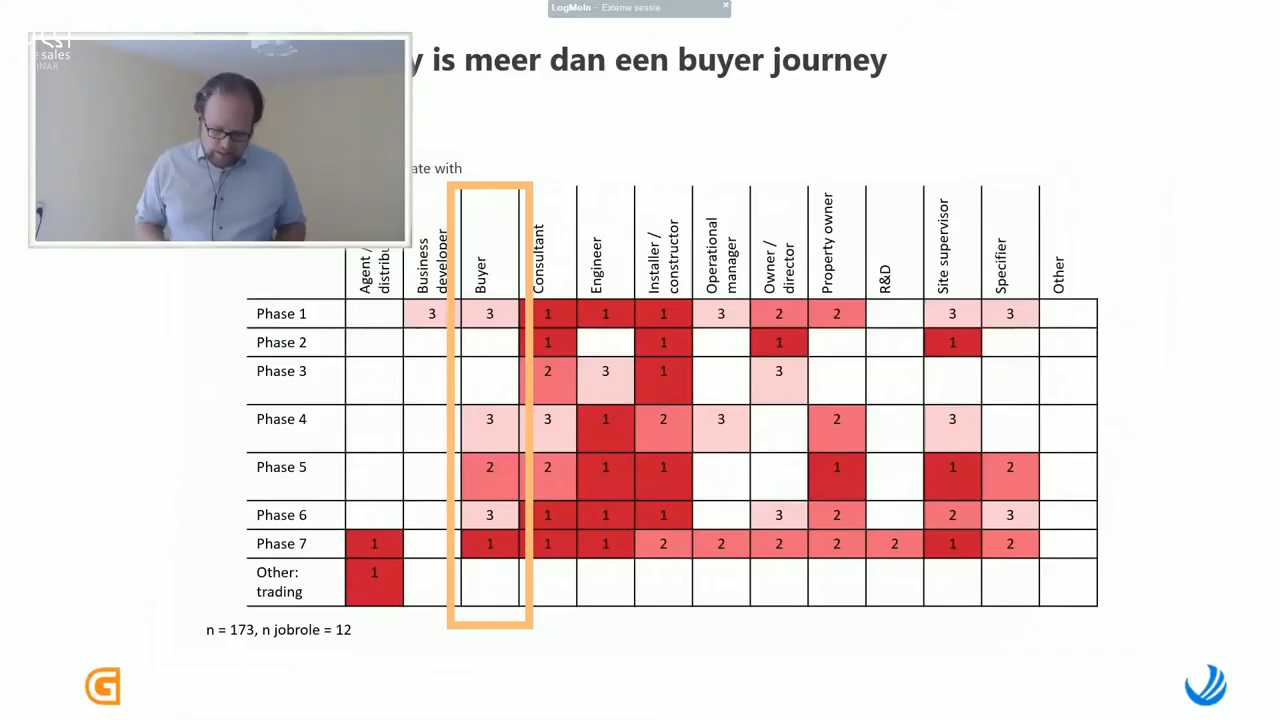 LogMeIn - Externe sessie
e sales
NAR
y is meer dan een buyer journey
ate with
Agent /
distribu
Business
developer
Buyer
Consultant
Engineer
Installer /
constructor
Operational
manager
Owner /
director
Property owner
R&D
Site supervisor
Specifier
Other
Phase 1 3 3 1 1 1 3 2 2 3 3
Phase 2 1 1 1 1
Phase 3 2 3 1 3
Phase 4 3 3 1 2 3 2 3
Phase 5 2 2 1 1 1 1 2
Phase 6 3 1 1 1 3 2 2 3
Phase 7 1 1 1 1 2 2 2 2 2 1 2
Other:
trading 1
n = 173, n jobrole = 12